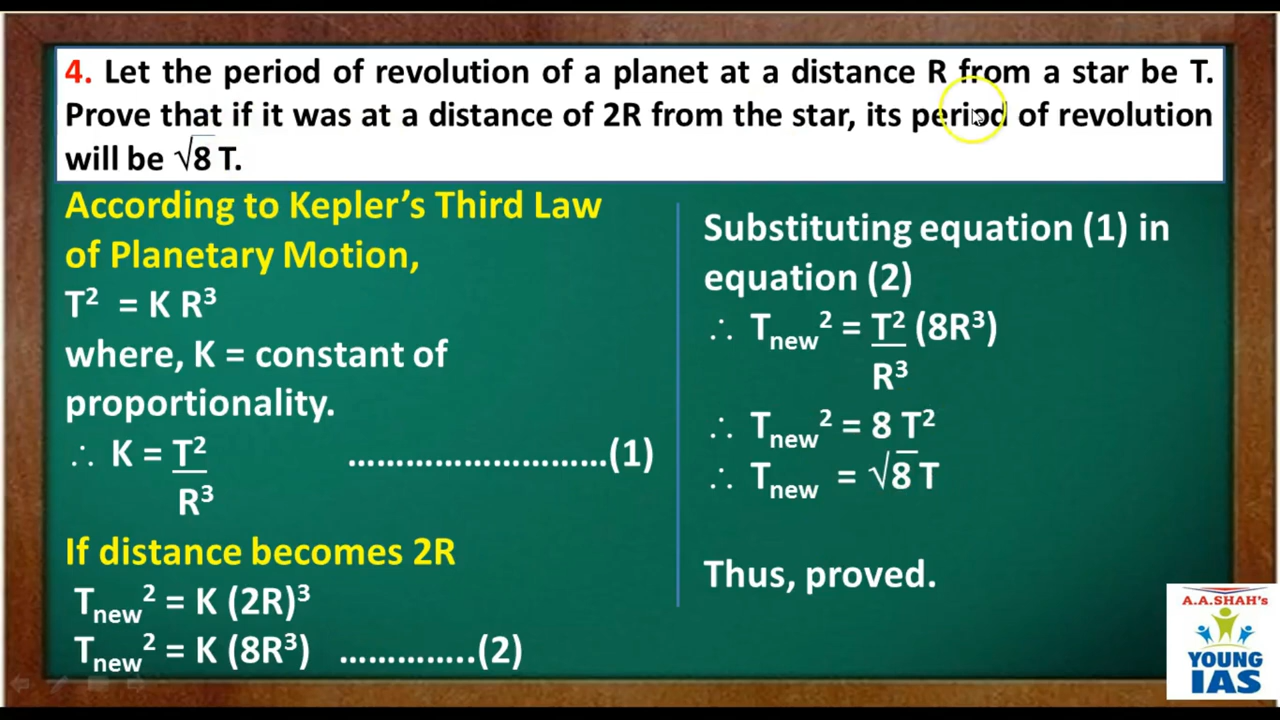 4. Let the period of revolution of a planet at a distance R from a star be T.
Prove that if it was at a distance of 2R from the star, its period of revolution
will be √8 T.
According to Kepler’s Third Law
of Planetary Motion,
T² = K R³
where, K = constant of
proportionality.
∴ K = T² ..............................(1)
R³
If distance becomes 2R
Tnew² = K (2R)³
Tnew² = K (8R³) ................(2)
Substituting equation (1) in
equation (2)
∴ Tnew² = T² (8R³)
R³
∴ Tnew² = 8 T²
∴ Tnew = √8 T
Thus, proved.
A.A.SHAH's
YOUNG
IAS